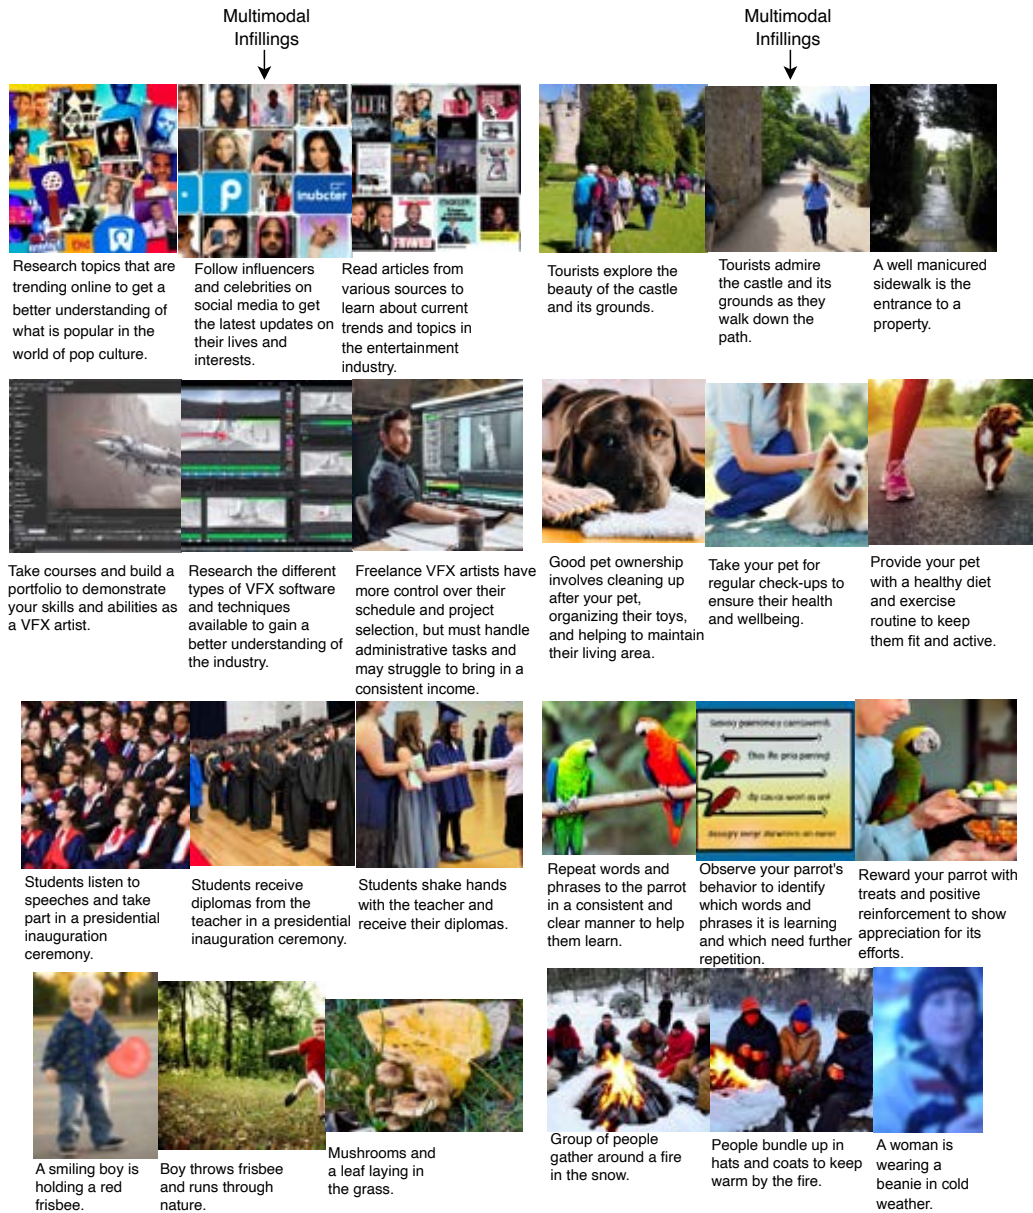 Multimodal
Infillings
Multimodal
Infillings
inubcter
Research topics that are
trending online to get a
better understanding of
what is popular in the
world of pop culture.
Follow influencers
and celebrities on
social media to get
the latest updates on
their lives and
interests.
Read articles from
various sources to
learn about current
trends and topics in
the entertainment
industry.
Tourists explore the
beauty of the castle
and its grounds.
Tourists admire
the castle and its
grounds as they
walk down the
path.
A well manicured
sidewalk is the
entrance to a
property.
Take courses and build a
portfolio to demonstrate
your skills and abilities as
a VFX artist.
Research the different
types of VFX software
and techniques
available to gain a
better understanding of
the industry.
Freelance VFX artists have
more control over their
schedule and project
selection, but must handle
administrative tasks and
may struggle to bring in a
consistent income.
Good pet ownership
involves cleaning up
after your pet,
organizing their toys,
and helping to maintain
their living area.
Take your pet for
regular check-ups to
ensure their health
and wellbeing.
Provide your pet
with a healthy diet
and exercise
routine to keep
them fit and active.
Students listen to
speeches and take
part in a presidential
inauguration
ceremony.
Students receive
diplomas from the
teacher in a presidential
inauguration ceremony.
Students shake hands
with the teacher and
receive their diplomas.
Repeat words and
phrases to the parrot
in a consistent and
clear manner to help
them learn.
Observe your parrot's
behavior to identify
which words and
phrases it is learning
and which need further
repetition.
Reward your parrot with
treats and positive
reinforcement to show
appreciation for its
efforts.
A smiling boy is
holding a red
frisbee.
Boy throws frisbee
and runs through
nature.
Mushrooms and
a leaf laying in
the grass.
Group of people
gather around a fire
in the snow.
People bundle up in
hats and coats to keep
warm by the fire.
A woman is
wearing a
beanie in cold
weather.